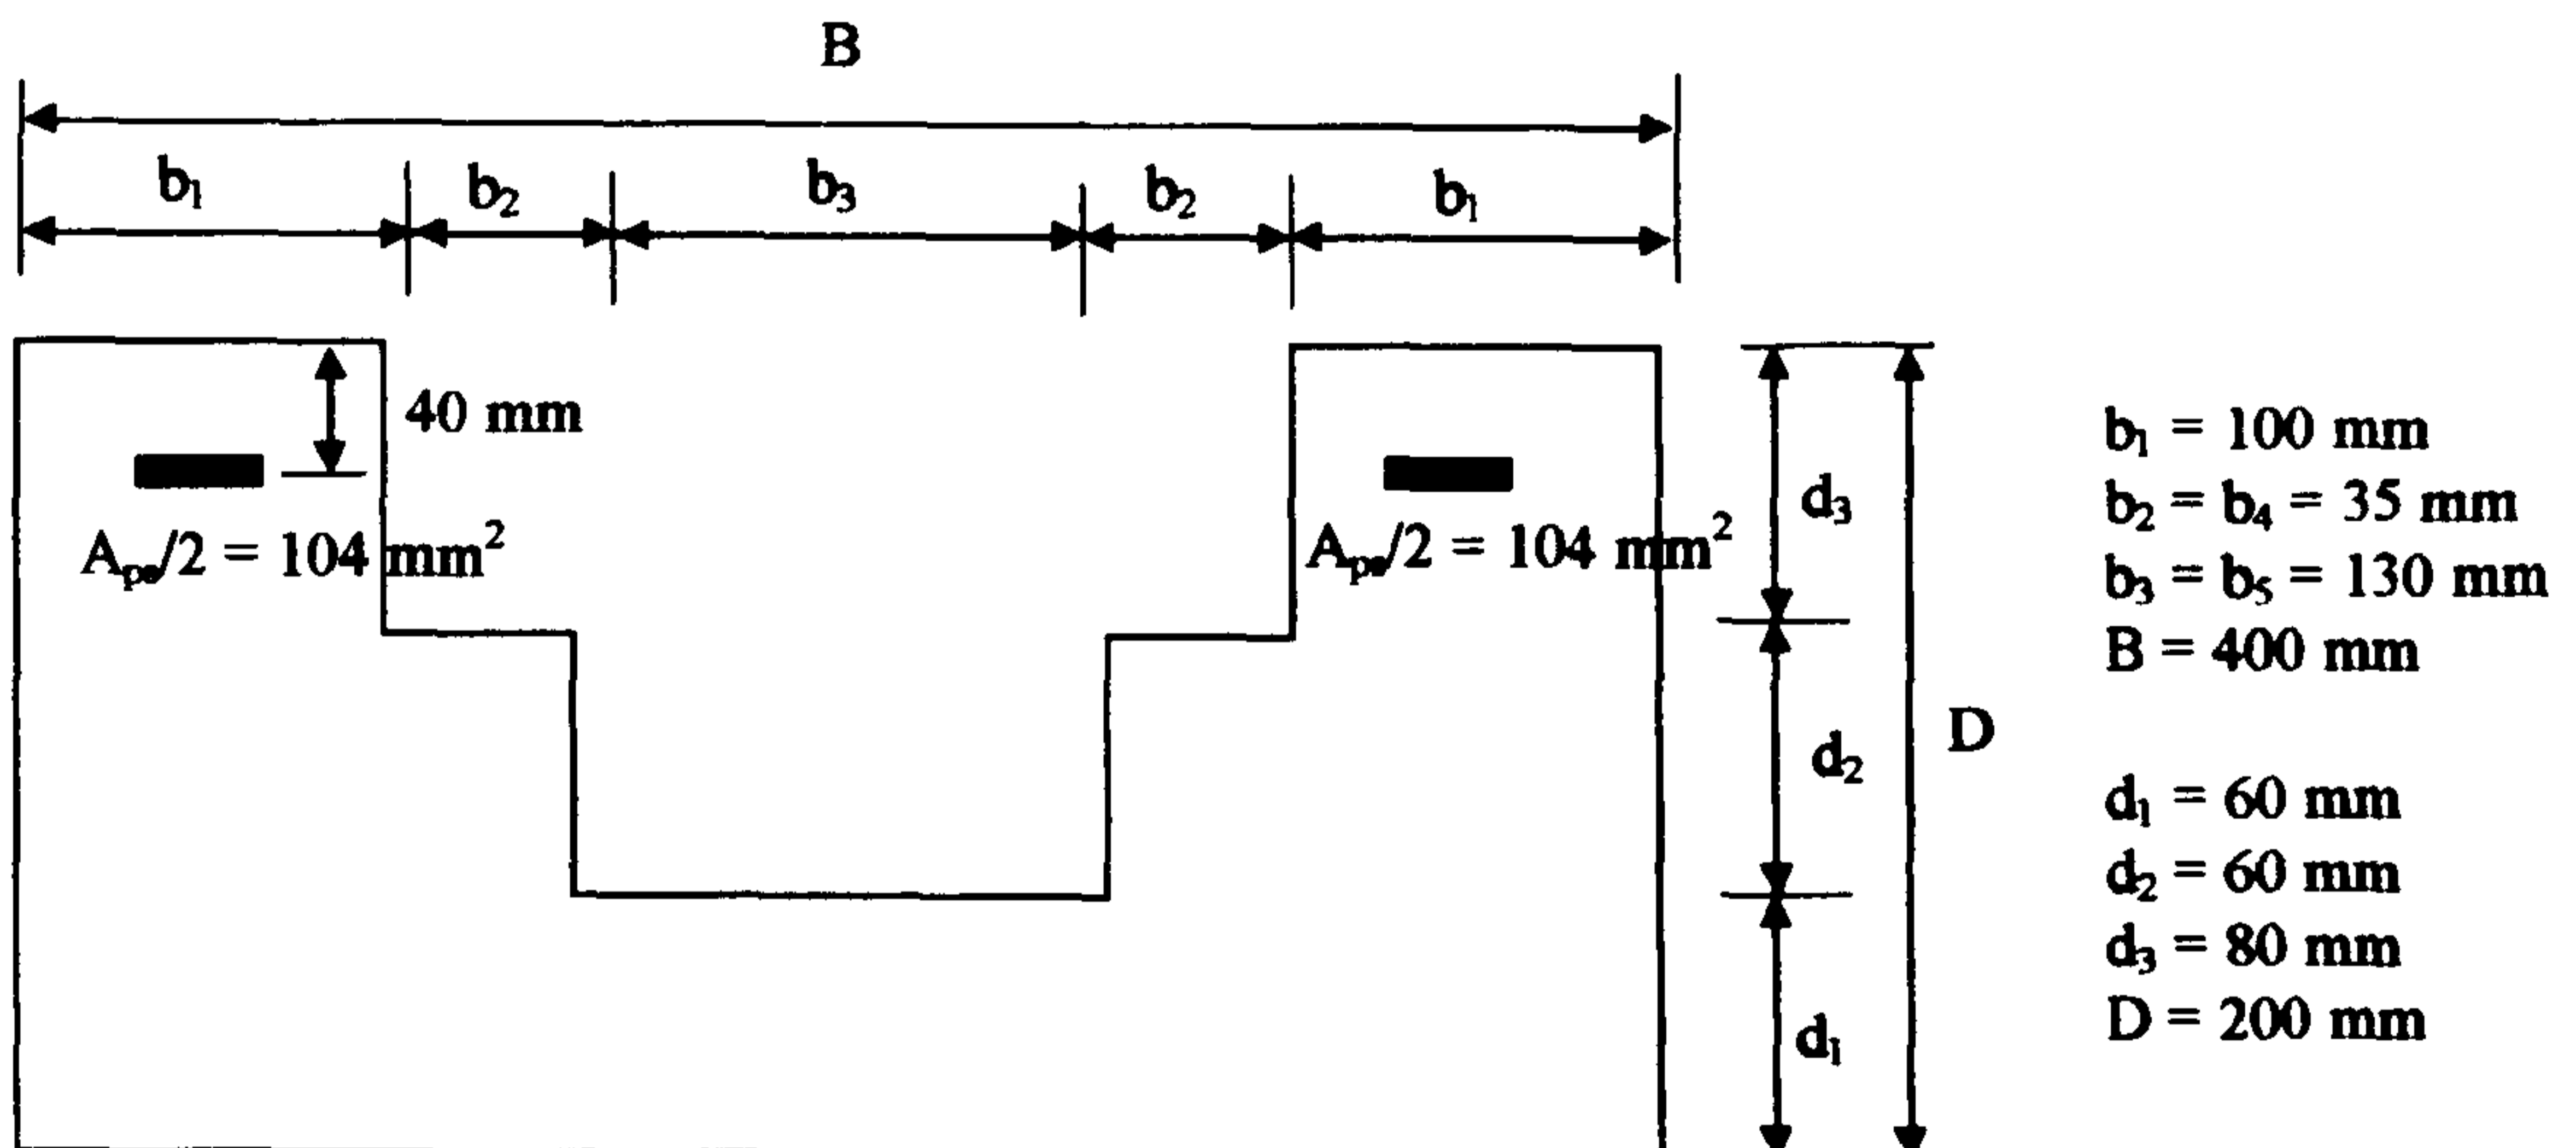 B
b₁ b₂ b₃ b₂ b₁
40 mm
A_ps/2 = 104 mm² A_ps/2 = 104 mm²
d₃
d₂
d₁
D
b₁ = 100 mm
b₂ = b₄ = 35 mm
b₃ = b₅ = 130 mm
B = 400 mm
d₁ = 60 mm
d₂ = 60 mm
d₃ = 80 mm
D = 200 mm